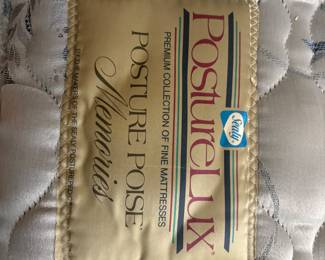 Sealy
POSTURELUX®
PREMIUM COLLECTION OF FINE MATTRESSES
POSTURE POISE
Memories